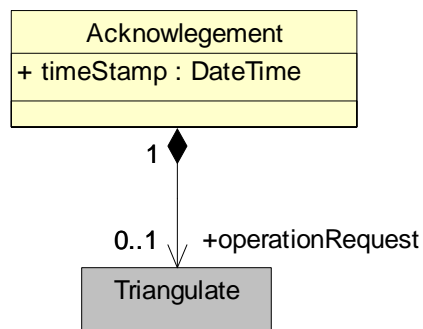 Acknowlegement
+ timeStamp : DateTime
1
0..1 +operationRequest
Triangulate